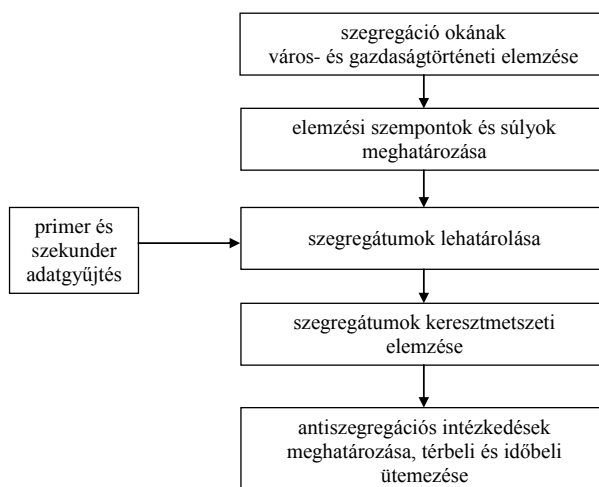 szegregáció okának
város- és gazdaságtörténeti elemzése
elemzési szempontok és súlyok
meghatározása
primer és
szekunder
adatgyűjtés
szegregátumok lehatárolása
szegregátumok keresztmetszeti
elemzése
antiszegregációs intézkedések
meghatározása, térbeli és időbeli
ütemezése